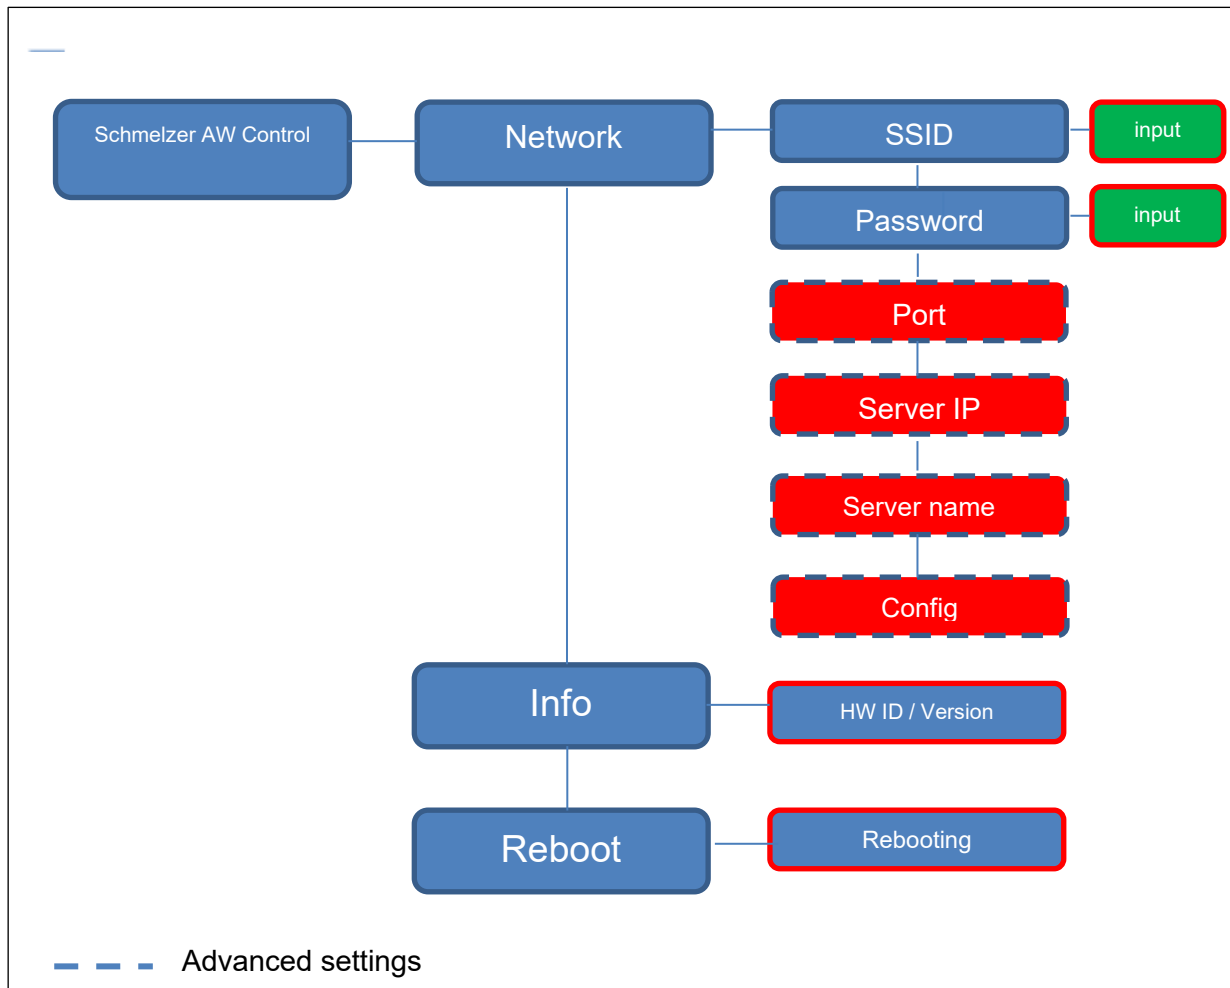 Schmelzer AW Control
Network
SSID
input
Password
input
Port
Server IP
Server name
Config
Info
HW ID / Version
Reboot
Rebooting
Advanced settings